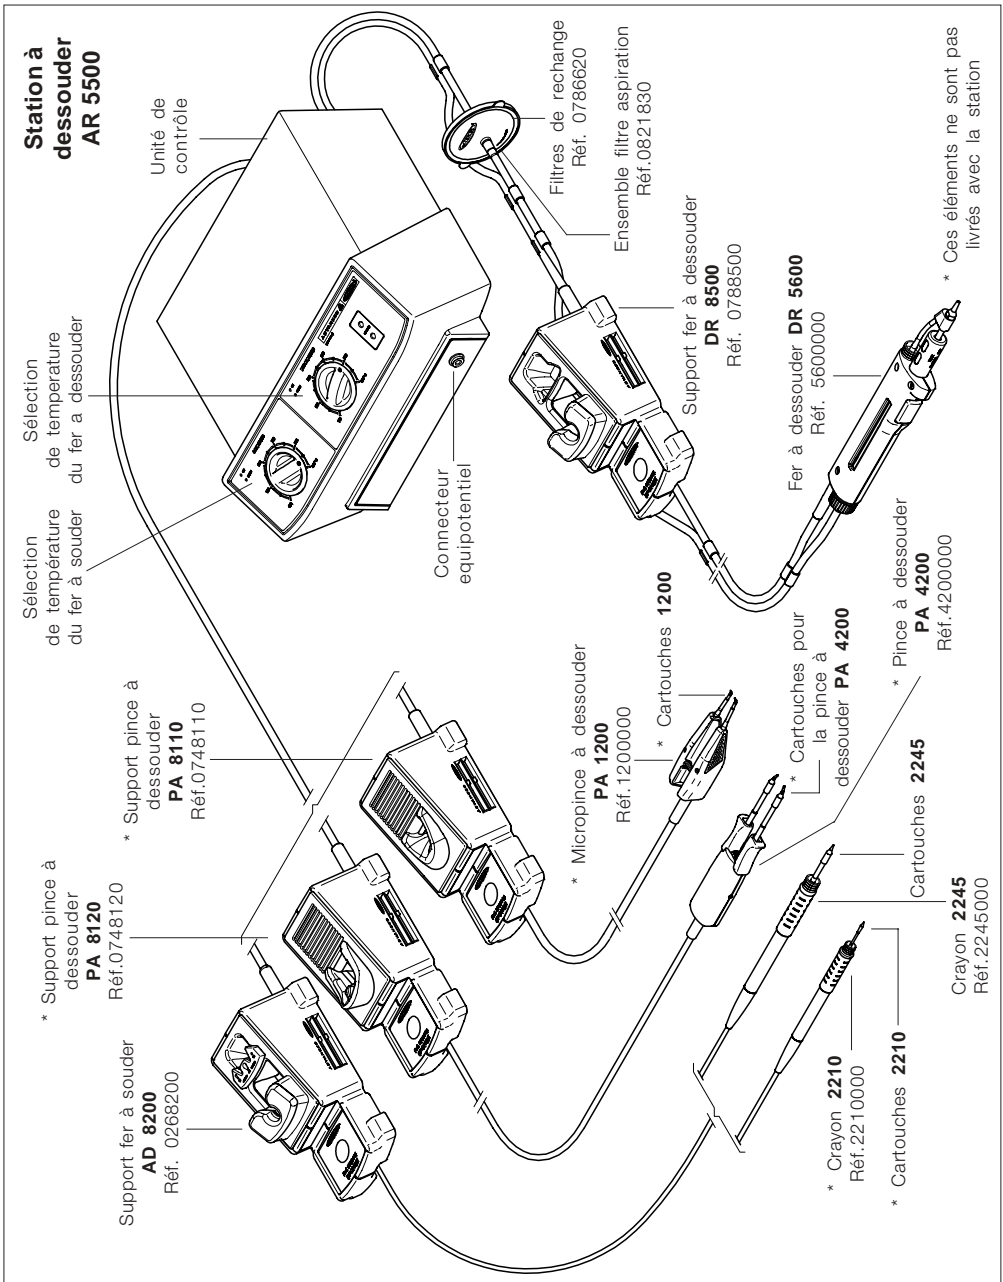 Station à
dessouder
AR 5500
Unité de
contrôle
Sélection
de temperature
du fer a dessouder
Sélection
de température
du fer à souder
Connecteur
equipotentiel
Filtres de rechange
Réf. 0786620
Ensemble filtre aspiration
Réf.0821830
Support fer à dessouder
DR 8500
Réf. 0788500
Fer à dessouder DR 5600
Réf. 5600000
* Ces éléments ne sont pas
livrés avec la station
* Support pince à
dessouder
PA 8110
Réf.0748110
* Support pince à
dessouder
PA 8120
Réf.0748120
Support fer à souder
AD 8200
Réf. 0268200
* Micropince à dessouder
PA 1200
Réf.1200000
* Cartouches 1200
* Cartouches pour
la pince à
dessouder PA 4200
* Pince à dessouder
PA 4200
Réf.4200000
Cartouches 2245
Crayon 2245
Réf.2245000
* Crayon 2210
Réf.2210000
* Cartouches 2210